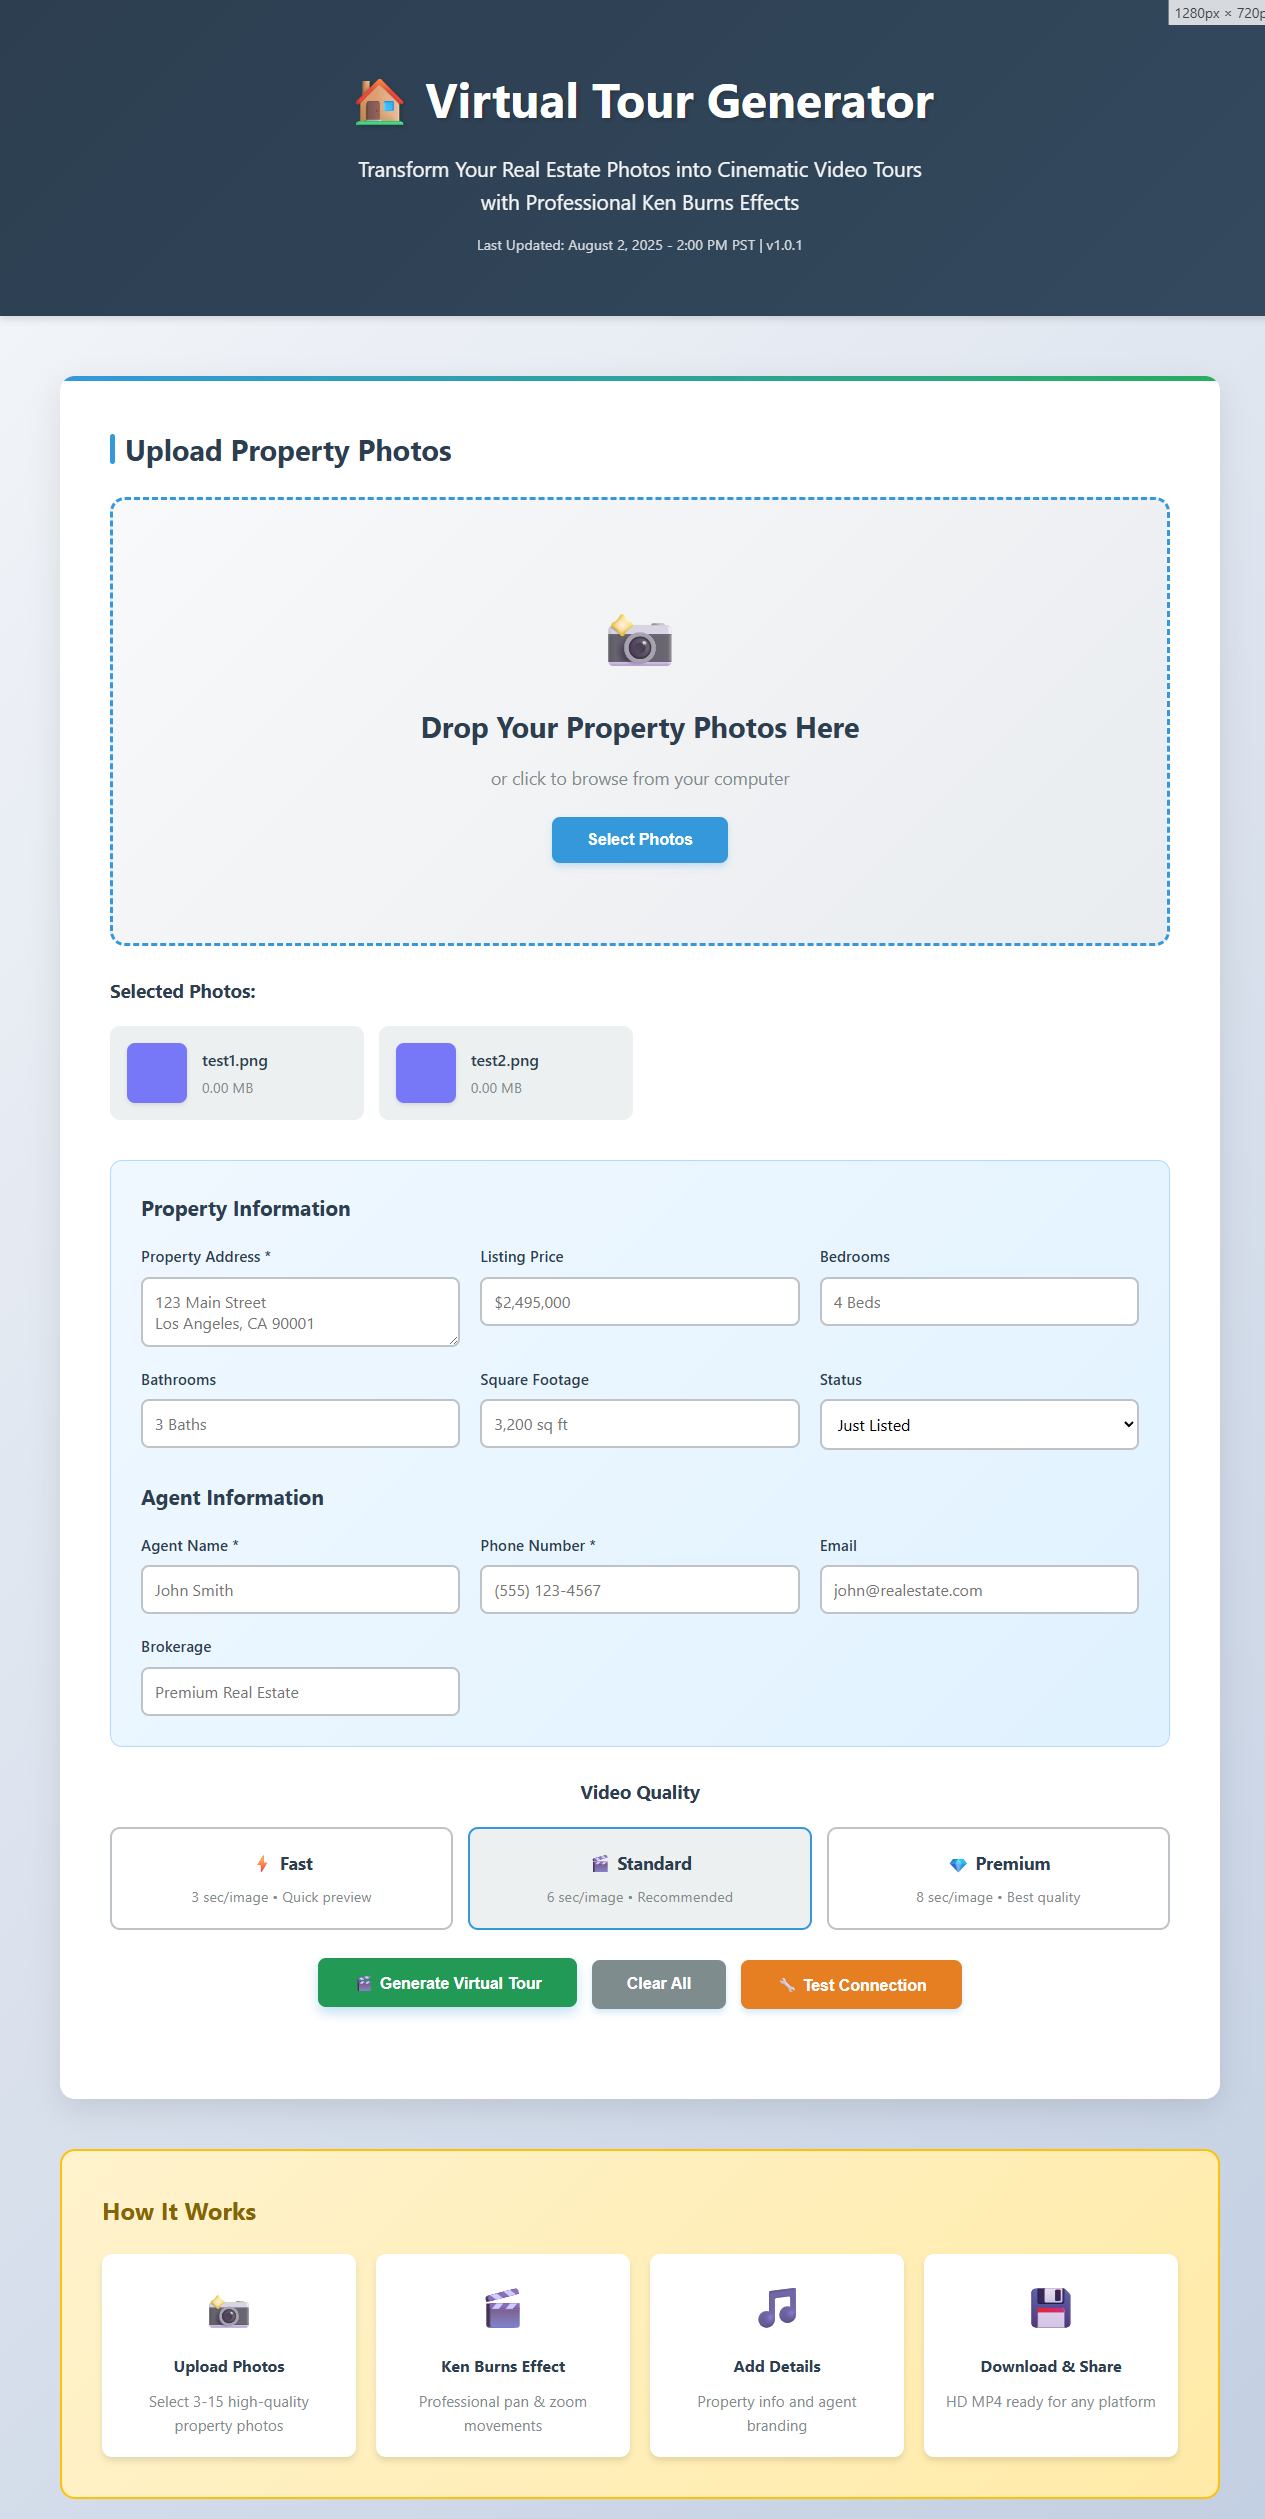 1280px × 720p
Virtual Tour Generator
Transform Your Real Estate Photos into Cinematic Video Tours
with Professional Ken Burns Effects
Last Updated: August 2, 2025 - 2:00 PM PST | v1.0.1
Upload Property Photos
Drop Your Property Photos Here
or click to browse from your computer
Select Photos
Selected Photos:
test1.png
0.00 MB
test2.png
0.00 MB
Property Information
Property Address *
Listing Price
Bedrooms
123 Main Street
Los Angeles, CA 90001
$2,495,000
4 Beds
Bathrooms
Square Footage
Status
3 Baths
3,200 sq ft
Just Listed
Agent Information
Agent Name *
Phone Number *
Email
John Smith
(555) 123-4567
john@realestate.com
Brokerage
Premium Real Estate
Video Quality
Fast
3 sec/image • Quick preview
Standard
6 sec/image • Recommended
Premium
8 sec/image • Best quality
Generate Virtual Tour
Clear All
Test Connection
How It Works
Upload Photos
Select 3-15 high-quality
property photos
Ken Burns Effect
Professional pan & zoom
movements
Add Details
Property info and agent
branding
Download & Share
HD MP4 ready for any platform